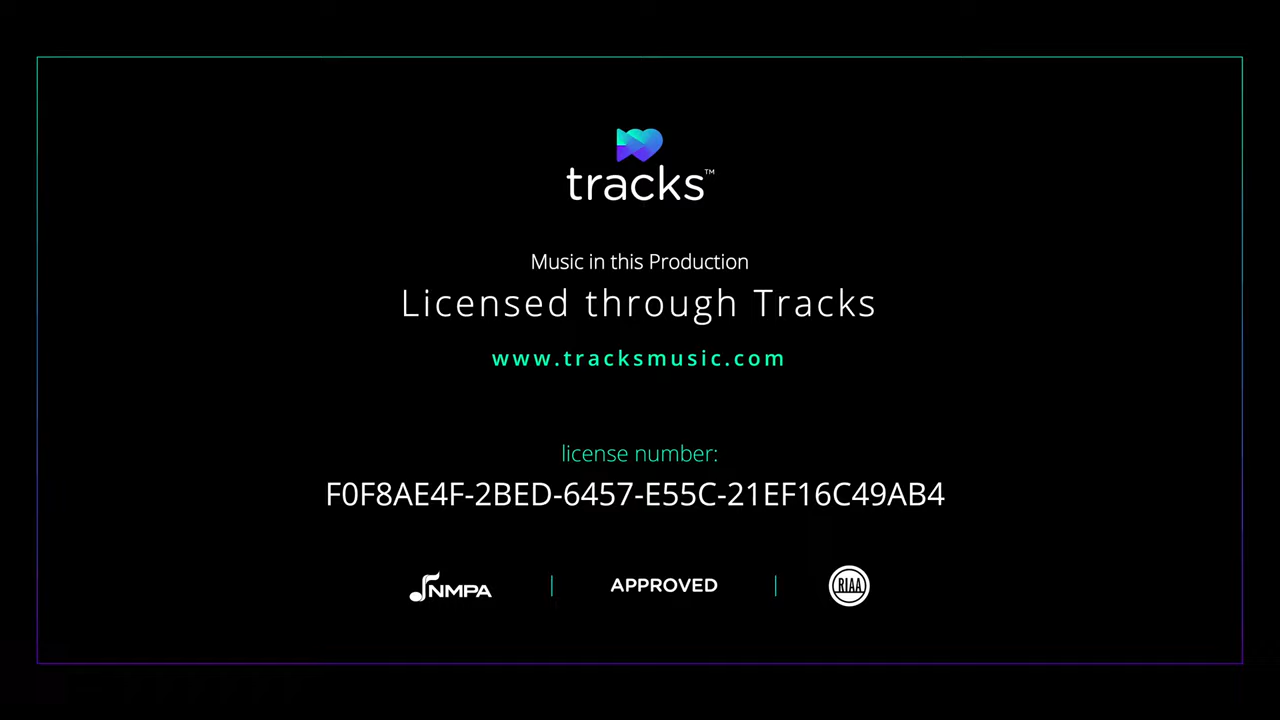 tracks™
Music in this Production
Licensed through Tracks
www.tracksmusic.com
license number:
F0F8AE4F-2BED-6457-E55C-21EF16C49AB4
NMPA | APPROVED | RIAA